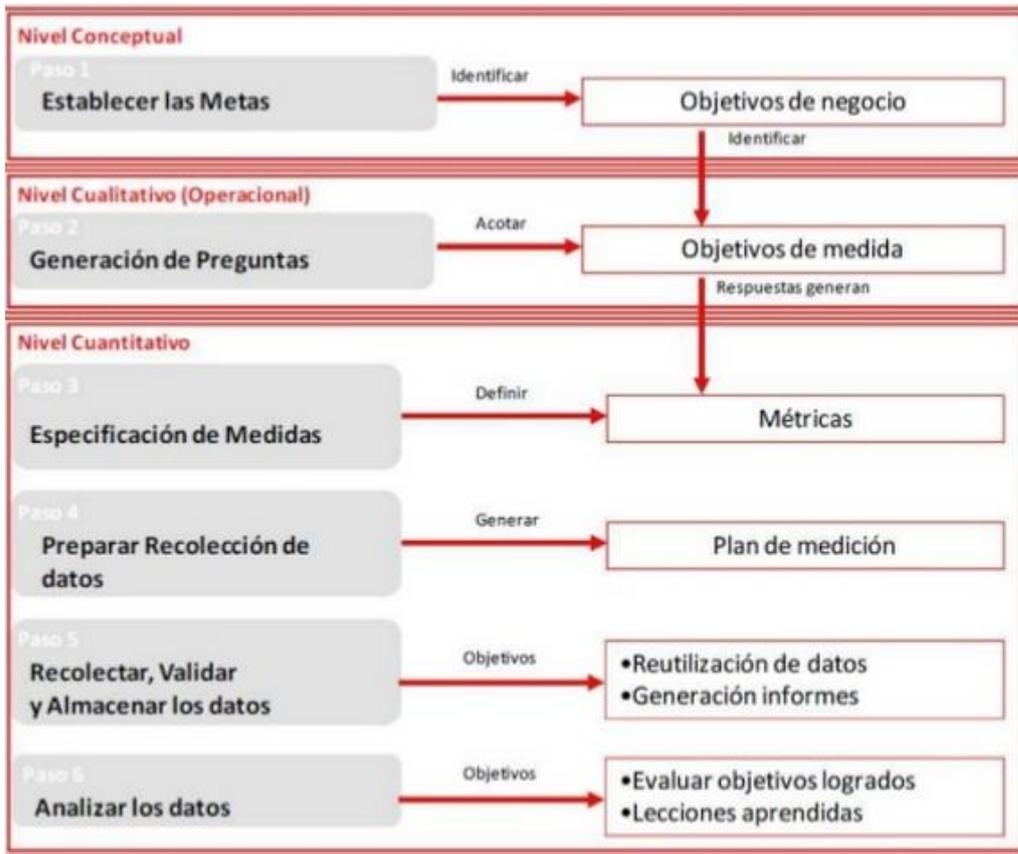 Nivel Conceptual
Paso 1
Establecer las Metas
Identificar
Objetivos de negocio
Identificar
Nivel Cualitativo (Operacional)
Paso 2
Generación de Preguntas
Acotar
Objetivos de medida
Respuestas generan
Nivel Cuantitativo
Paso 3
Especificación de Medidas
Definir
Métricas
Paso 4
Preparar Recolección de
datos
Generar
Plan de medición
Paso 5
Recolectar, Validar
y Almacenar los datos
Objetivos
•Reutilización de datos
•Generación informes
Paso 6
Analizar los datos
Objetivos
•Evaluar objetivos logrados
•Lecciones aprendidas